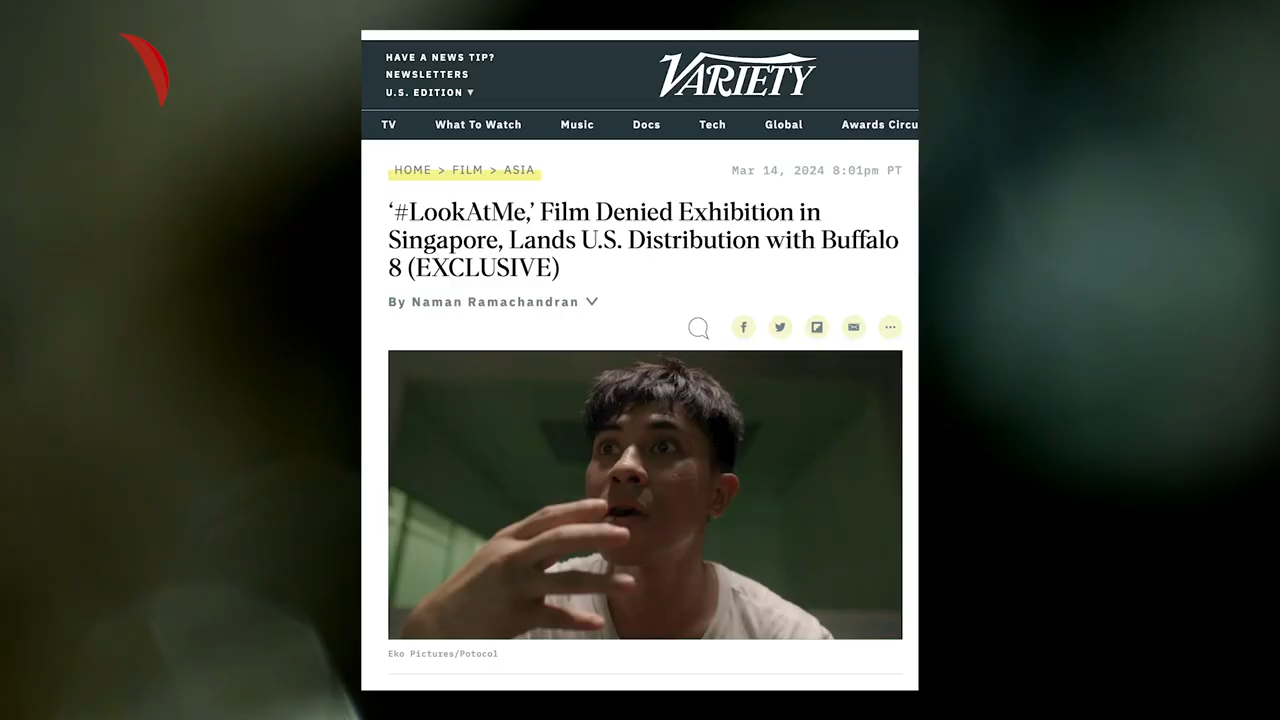 HAVE A NEWS TIP?
NEWSLETTERS
U.S. EDITION ▼
VARIETY
TV What To Watch Music Docs Tech Global Awards Circu
HOME > FILM > ASIA
Mar 14, 2024 8:01pm PT
‘#LookAtMe,’ Film Denied Exhibition in
Singapore, Lands U.S. Distribution with Buffalo
8 (EXCLUSIVE)
By Naman Ramachandran
Eko Pictures/Potocol